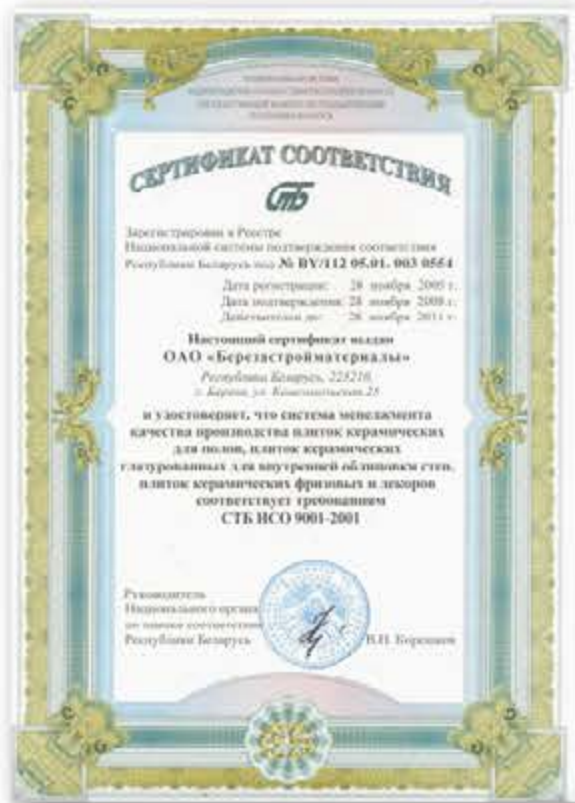 СЕРТИФИКАТ СООТВЕТСТВИЯ
СТБ
Зарегистрирован в Реестре
Национальной системы подтверждения соответствия
Республики Беларусь под № BY/112 05.01. 003 0554
Дата регистрации: 28 ноября 2005 г.
Дата подтверждения: 28 ноября 2008 г.
Действителен до: 28 ноября 2011 г.
Настоящий сертификат выдан
ОАО «Березастройматериалы»
Республика Беларусь, 225210,
г. Береза, ул. Комсомольская 25
и удостоверяет, что система менеджмента
качества производства плиток керамических
для полов, плиток керамических
глазурованных для внутренней облицовки стен,
плиток керамических фризовых и декоров
соответствует требованиям
СТБ ИСО 9001-2001
Руководитель
Национального органа
по оценке соответствия
Республики Беларусь
В.Н. Корешков